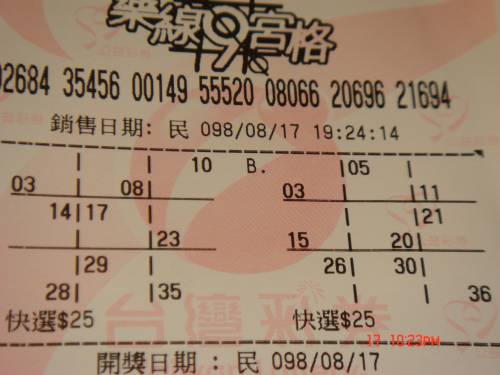 樂線9宮格
02684 35456 00149 55520 08066 20696 21694
銷售日期: 民 098/08/17 19:24:14
10 B. 05
03 08 03 11
14 17 21
23 15 20
29 26 30
28 35 36
快選$25 快選$25
台灣彩券
17 10:23PM
開獎日期 : 民 098/08/17